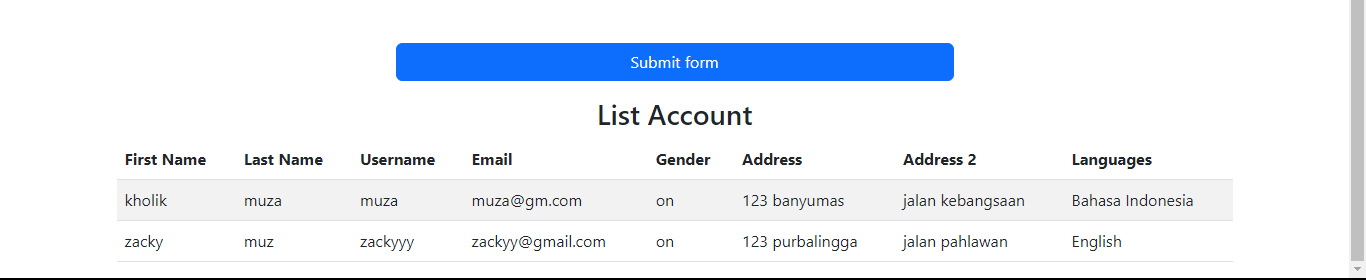 Submit form
List Account
First Name Last Name Username Email Gender Address Address 2 Languages
kholik muza muza muza@gm.com on 123 banyumas jalan kebangsaan Bahasa Indonesia
zacky muz zackyyy zackyy@gmail.com on 123 purbalingga jalan pahlawan English